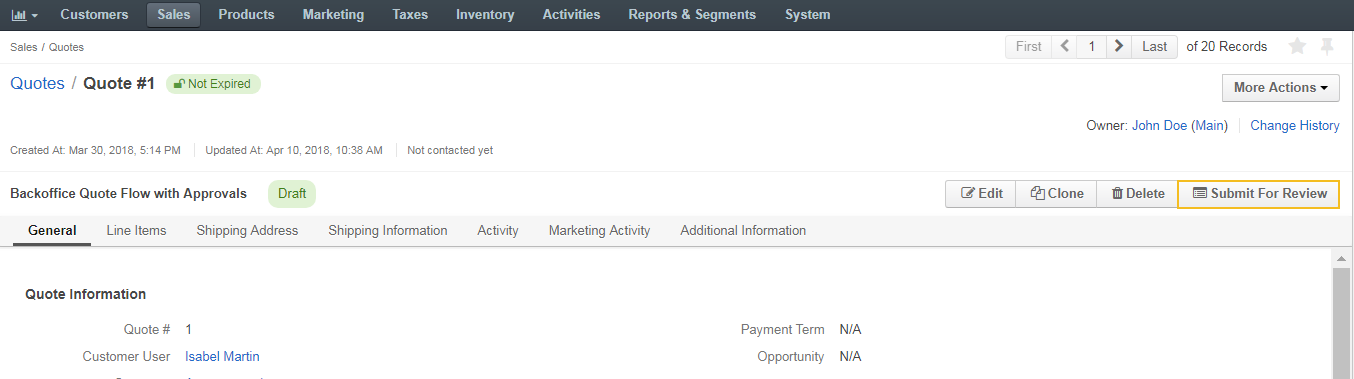 Customers Sales Products Marketing Taxes Inventory Activities Reports & Segments System
Sales / Quotes First 1 Last of 20 Records
Quotes / Quote #1 Not Expired More Actions
Owner: John Doe (Main) Change History
Created At: Mar 30, 2018, 5:14 PM Updated At: Apr 10, 2018, 10:38 AM Not contacted yet
Backoffice Quote Flow with Approvals Draft Edit Clone Delete Submit For Review
General Line Items Shipping Address Shipping Information Activity Marketing Activity Additional Information
Quote Information
Quote # 1 Payment Term N/A
Customer User Isabel Martin Opportunity N/A